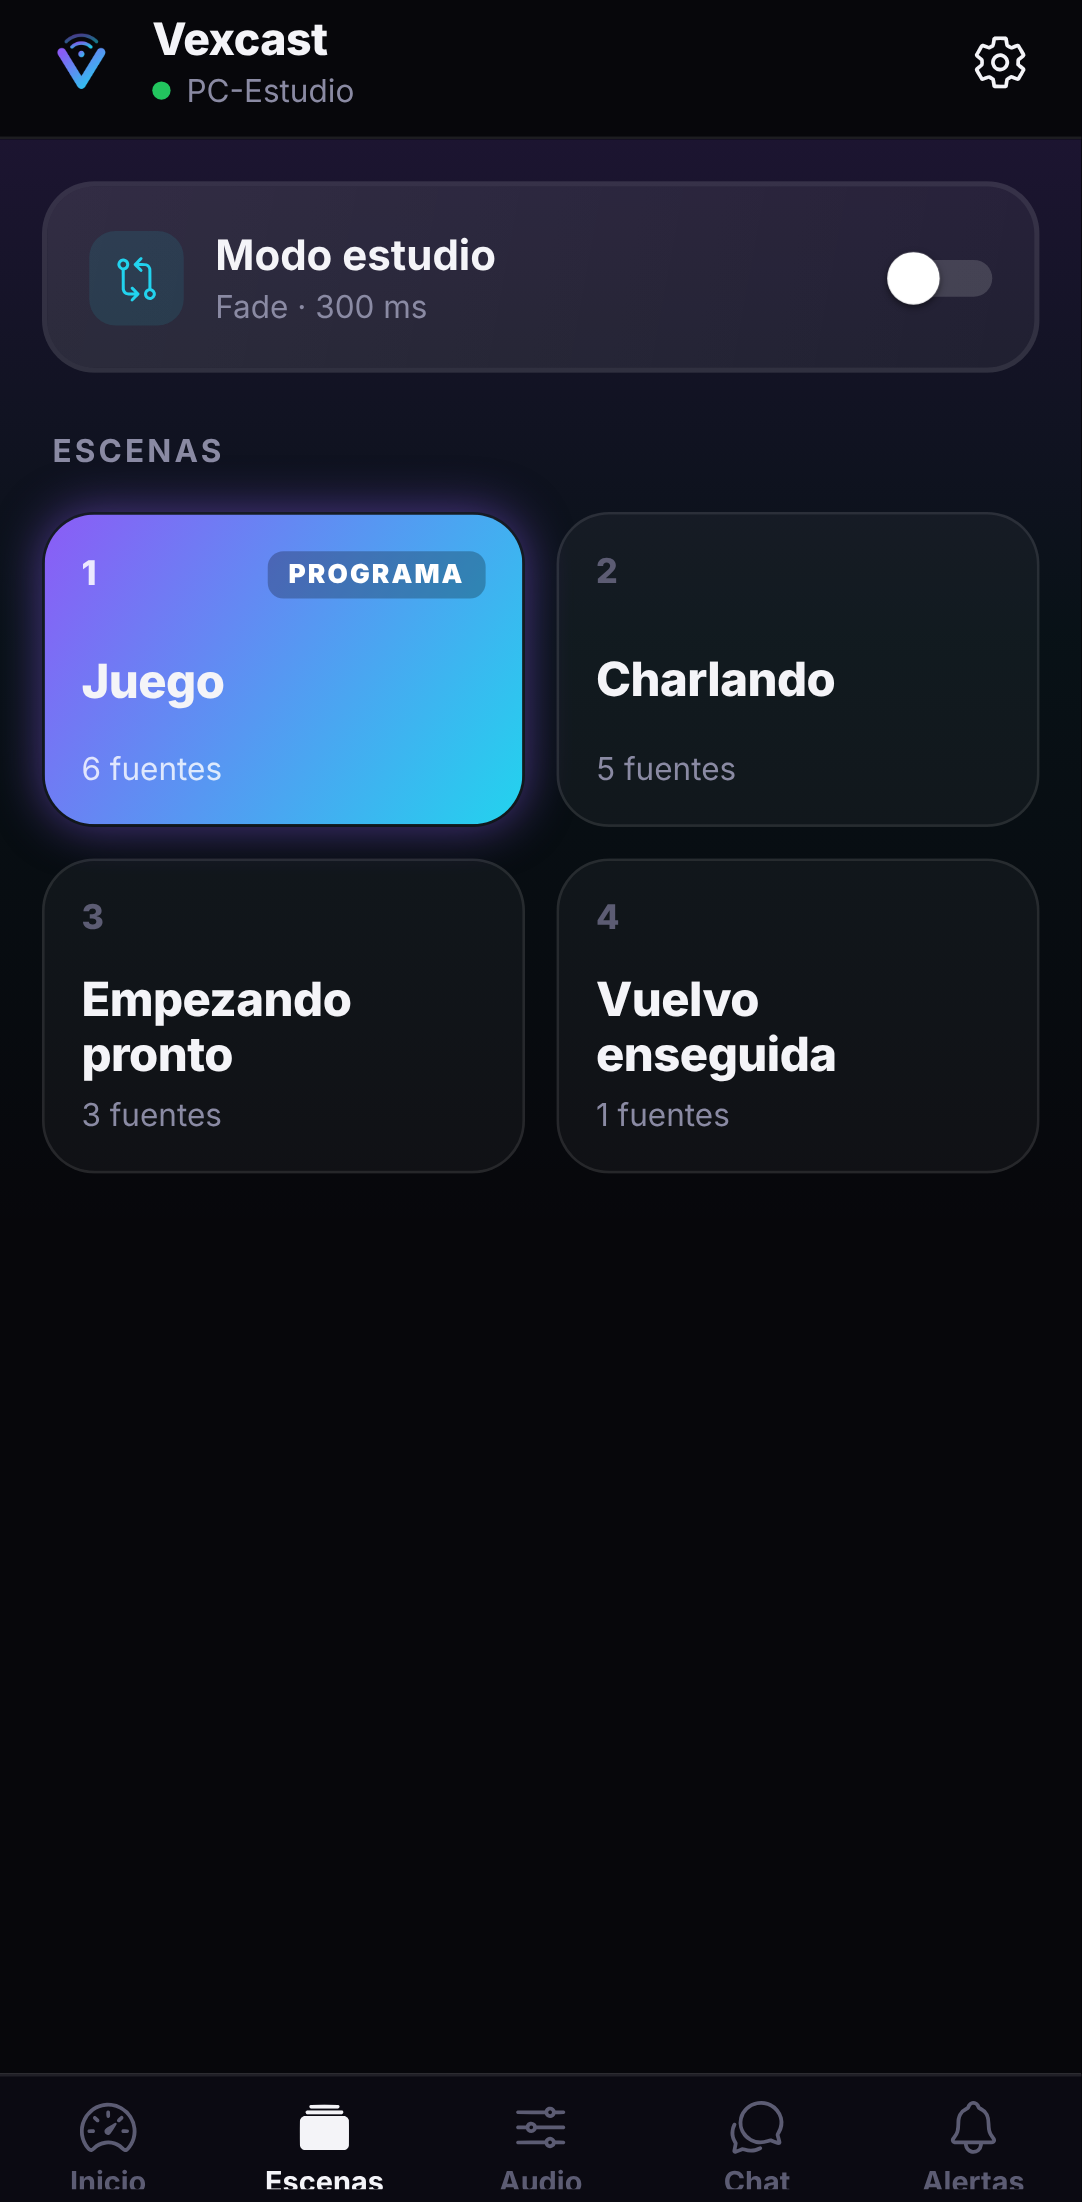 Vexcast
PC-Estudio
Modo estudio
Fade · 300 ms
ESCENAS
1
PROGRAMA
Juego
6 fuentes
2
Charlando
5 fuentes
3
Empezando
pronto
3 fuentes
4
Vuelvo
enseguida
1 fuentes
Inicio
Escenas
Audio
Chat
Alertas